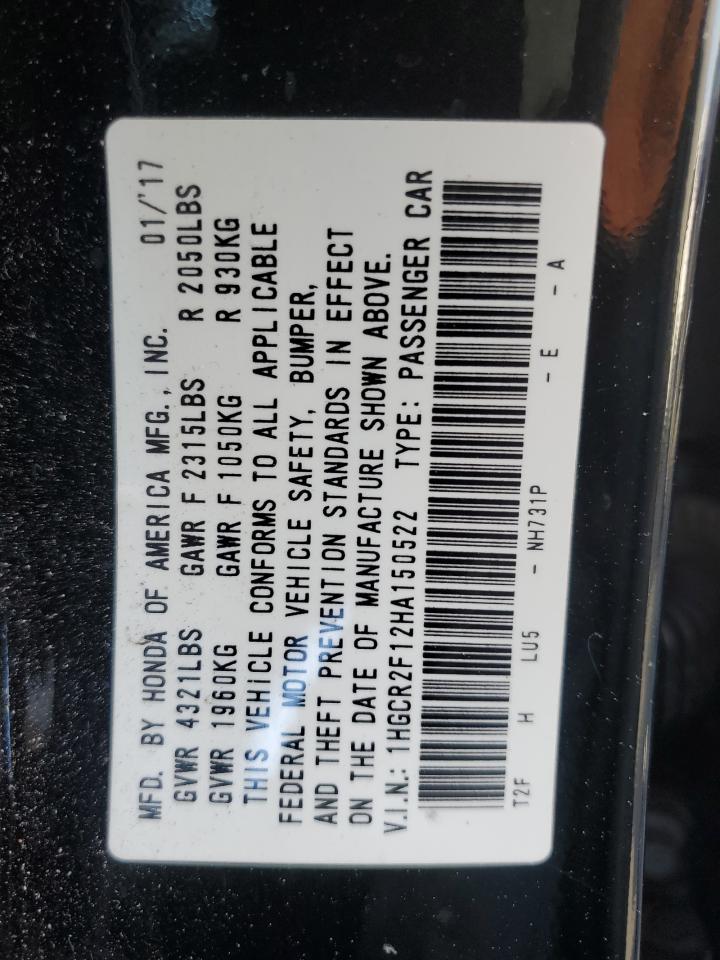 MFD. BY HONDA OF AMERICA MFG., INC. 01/'17
GVWR 4321LBS GAWR F 2315LBS R 2050LBS
GVWR 1960KG GAWR F 1050KG R 930KG
THIS VEHICLE CONFORMS TO ALL APPLICABLE
FEDERAL MOTOR VEHICLE SAFETY, BUMPER,
AND THEFT PREVENTION STANDARDS IN EFFECT
ON THE DATE OF MANUFACTURE SHOWN ABOVE.
V.I.N.: 1HGCR2F12HA150522 TYPE: PASSENGER CAR
T2F H LU5 - NH731P - E - A